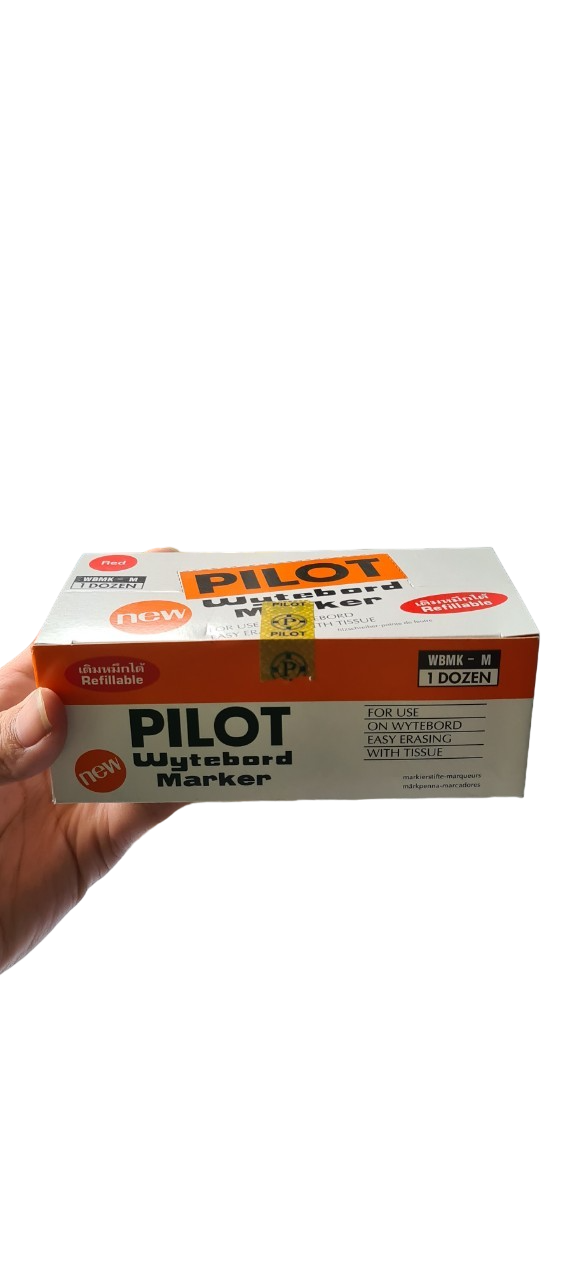 Red
WBMK - M
1 DOZEN
PILOT
Wytebord
Marker
new
เติมหมึกได้
Refillable
PILOT
PILOT
P
เติมหมึกได้
Refillable
WBMK - M
1 DOZEN
PILOT
Wytebord
Marker
new
FOR USE
ON WYTEBORD
EASY ERASING
WITH TISSUE
markierstifte-marqueurs
märkpenna-marcadores